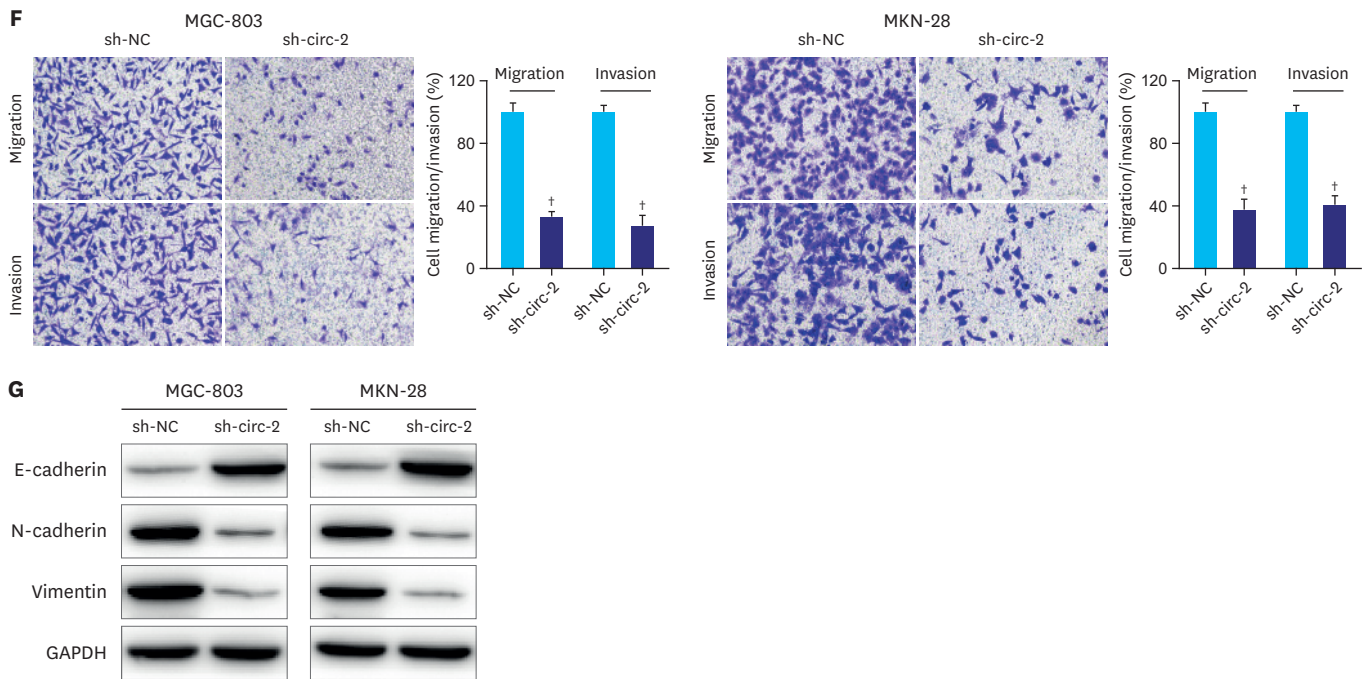 F
MGC-803
sh-NC sh-circ-2
Migration
Invasion
Cell migration/invasion (%)
120
80
40
0
Migration Invasion
†
†
sh-NC sh-circ-2 sh-NC sh-circ-2
MKN-28
sh-NC sh-circ-2
Migration
Invasion
Cell migration/invasion (%)
120
80
40
0
Migration Invasion
†
†
sh-NC sh-circ-2 sh-NC sh-circ-2
G
MGC-803 MKN-28
sh-NC sh-circ-2 sh-NC sh-circ-2
E-cadherin
N-cadherin
Vimentin
GAPDH